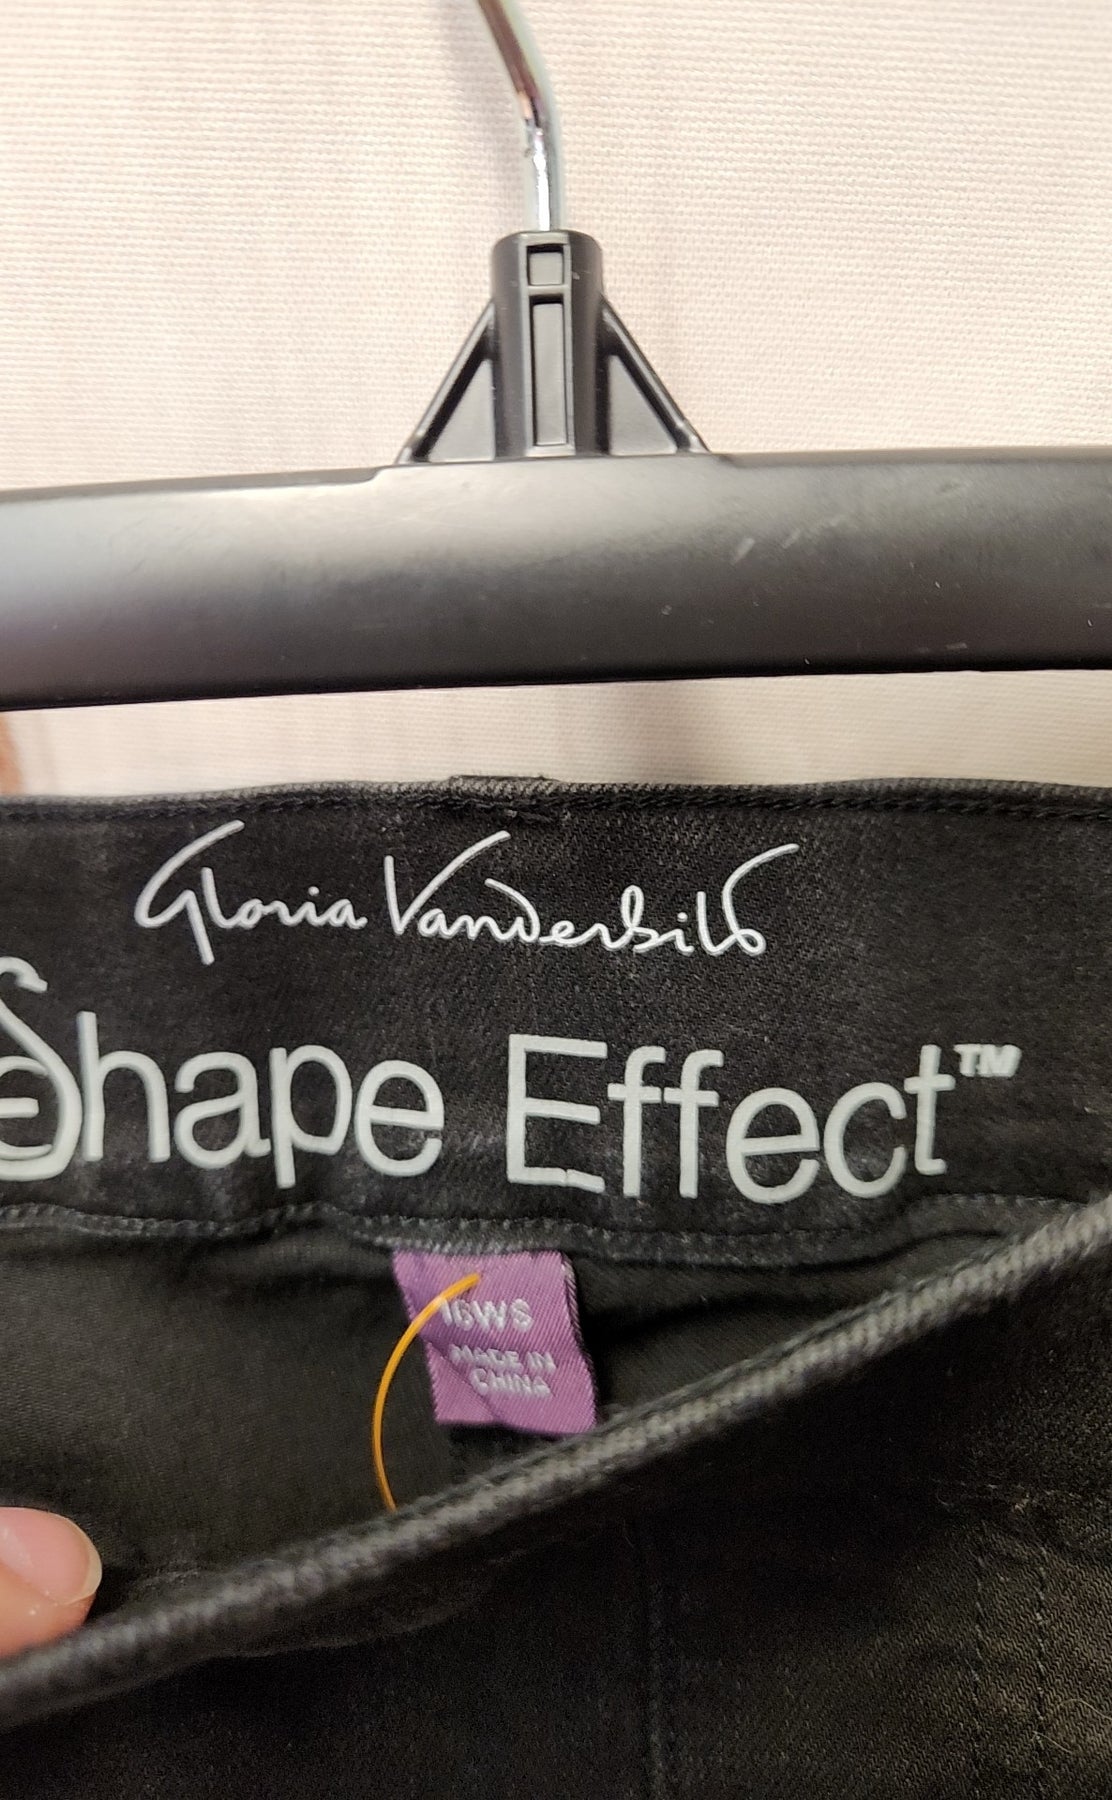 Gloria Vanderbilt
Shape Effect™
16WS
MADE IN
CHINA